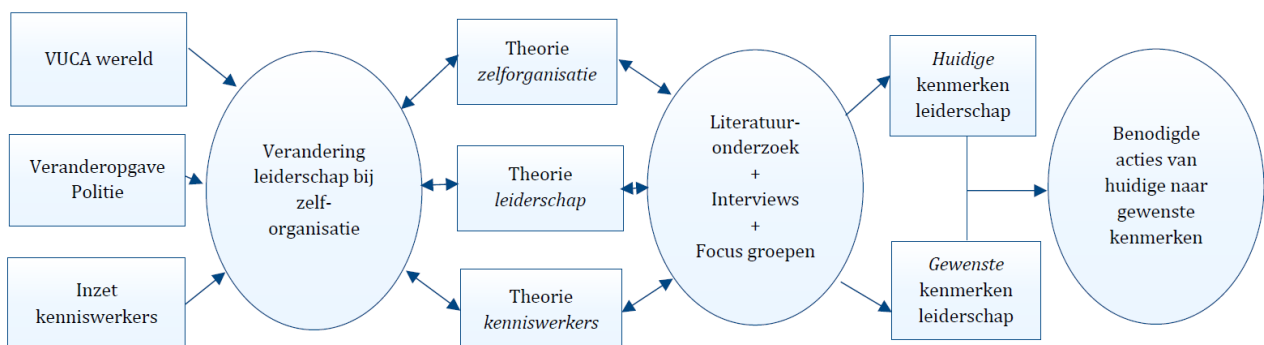 VUCA wereld
Veranderopgave
Politie
Inzet
kenniswerkers
Verandering
leiderschap bij
zelf-
organisatie
Theorie
zelforganisatie
Theorie
leiderschap
Theorie
kenniswerkers
Literatuur-
onderzoek
+
Interviews
+
Focus groepen
Huidige
kenmerken
leiderschap
Gewenste
kenmerken
leiderschap
Benodigde
acties van
huidige naar
gewenste
kenmerken